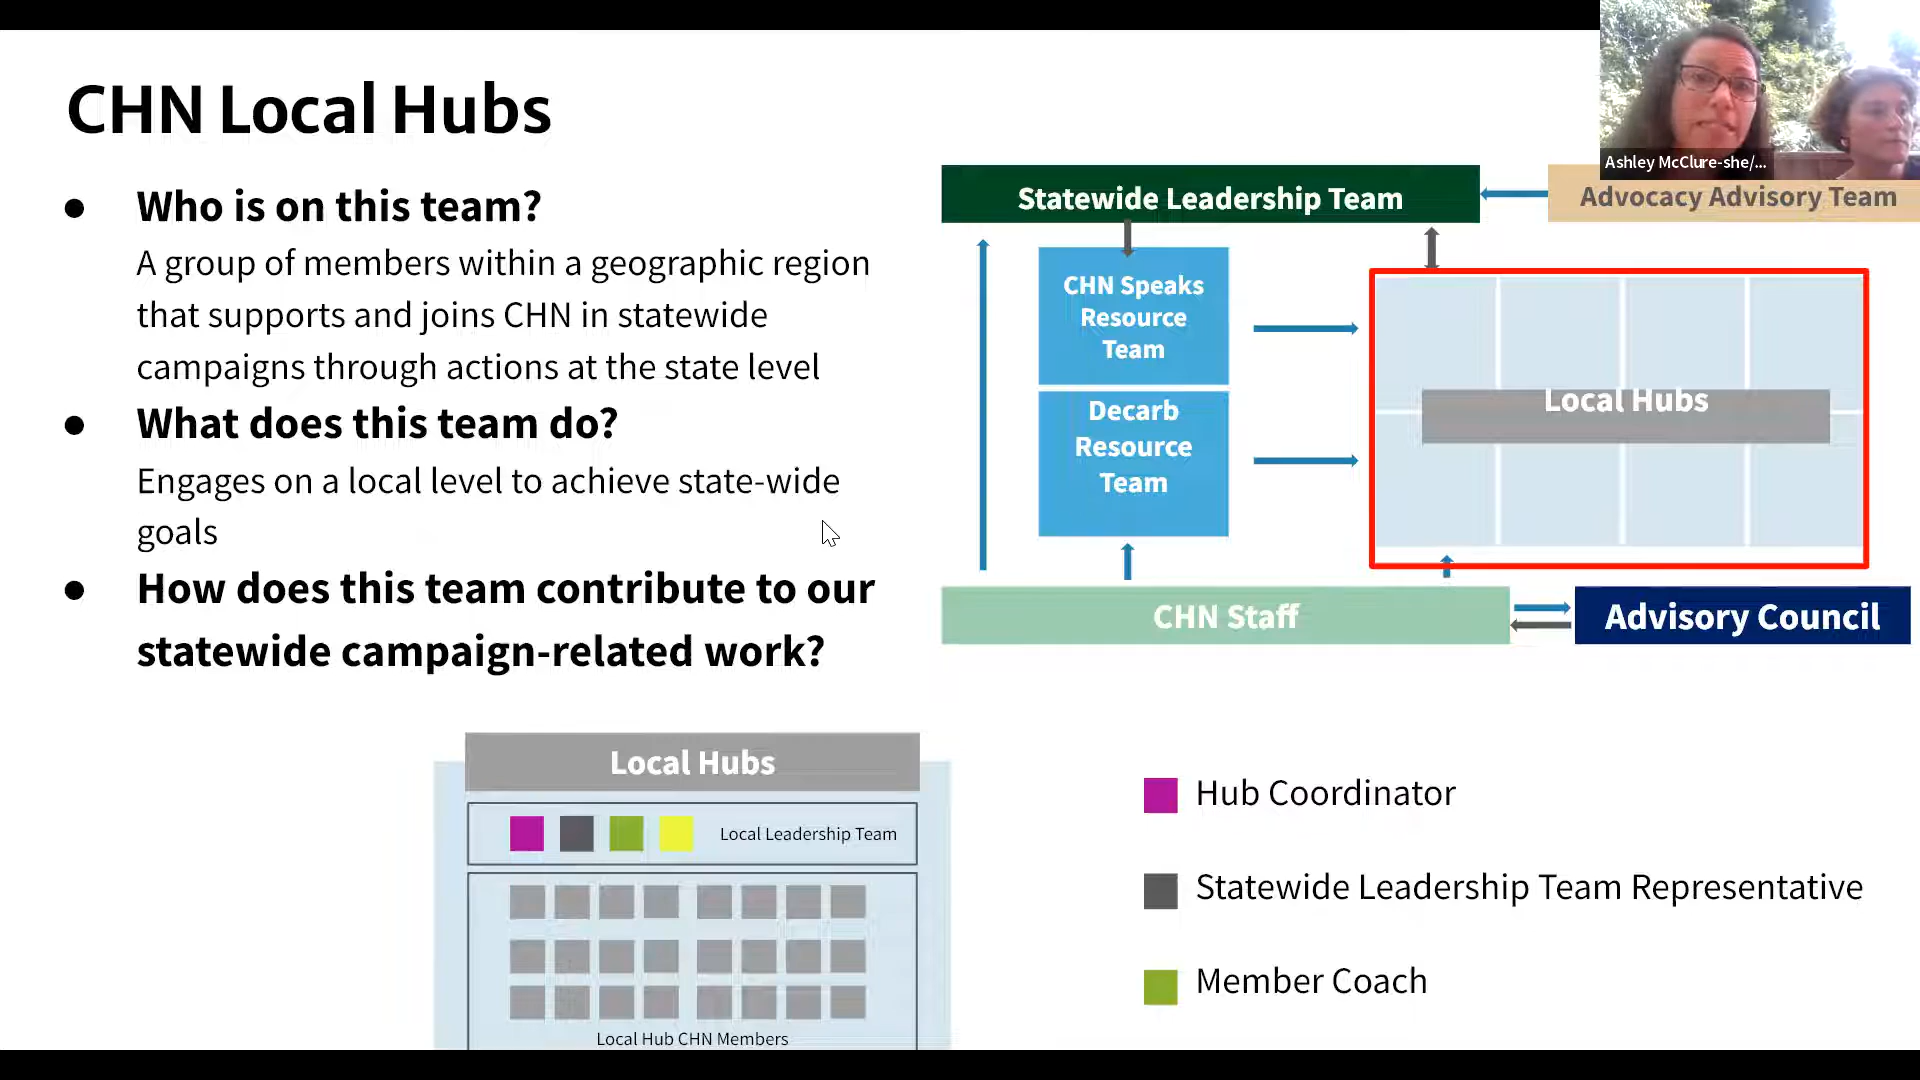 CHN Local Hubs
● Who is on this team?
A group of members within a geographic region
that supports and joins CHN in statewide
campaigns through actions at the state level
● What does this team do?
Engages on a local level to achieve state-wide
goals
● How does this team contribute to our
statewide campaign-related work?
Ashley McClure-she/...
Statewide Leadership Team
Advocacy Advisory Team
CHN Speaks
Resource
Team
Decarb
Resource
Team
Local Hubs
CHN Staff
Advisory Council
Local Hubs
Local Leadership Team
Local Hub CHN Members
Hub Coordinator
Statewide Leadership Team Representative
Member Coach